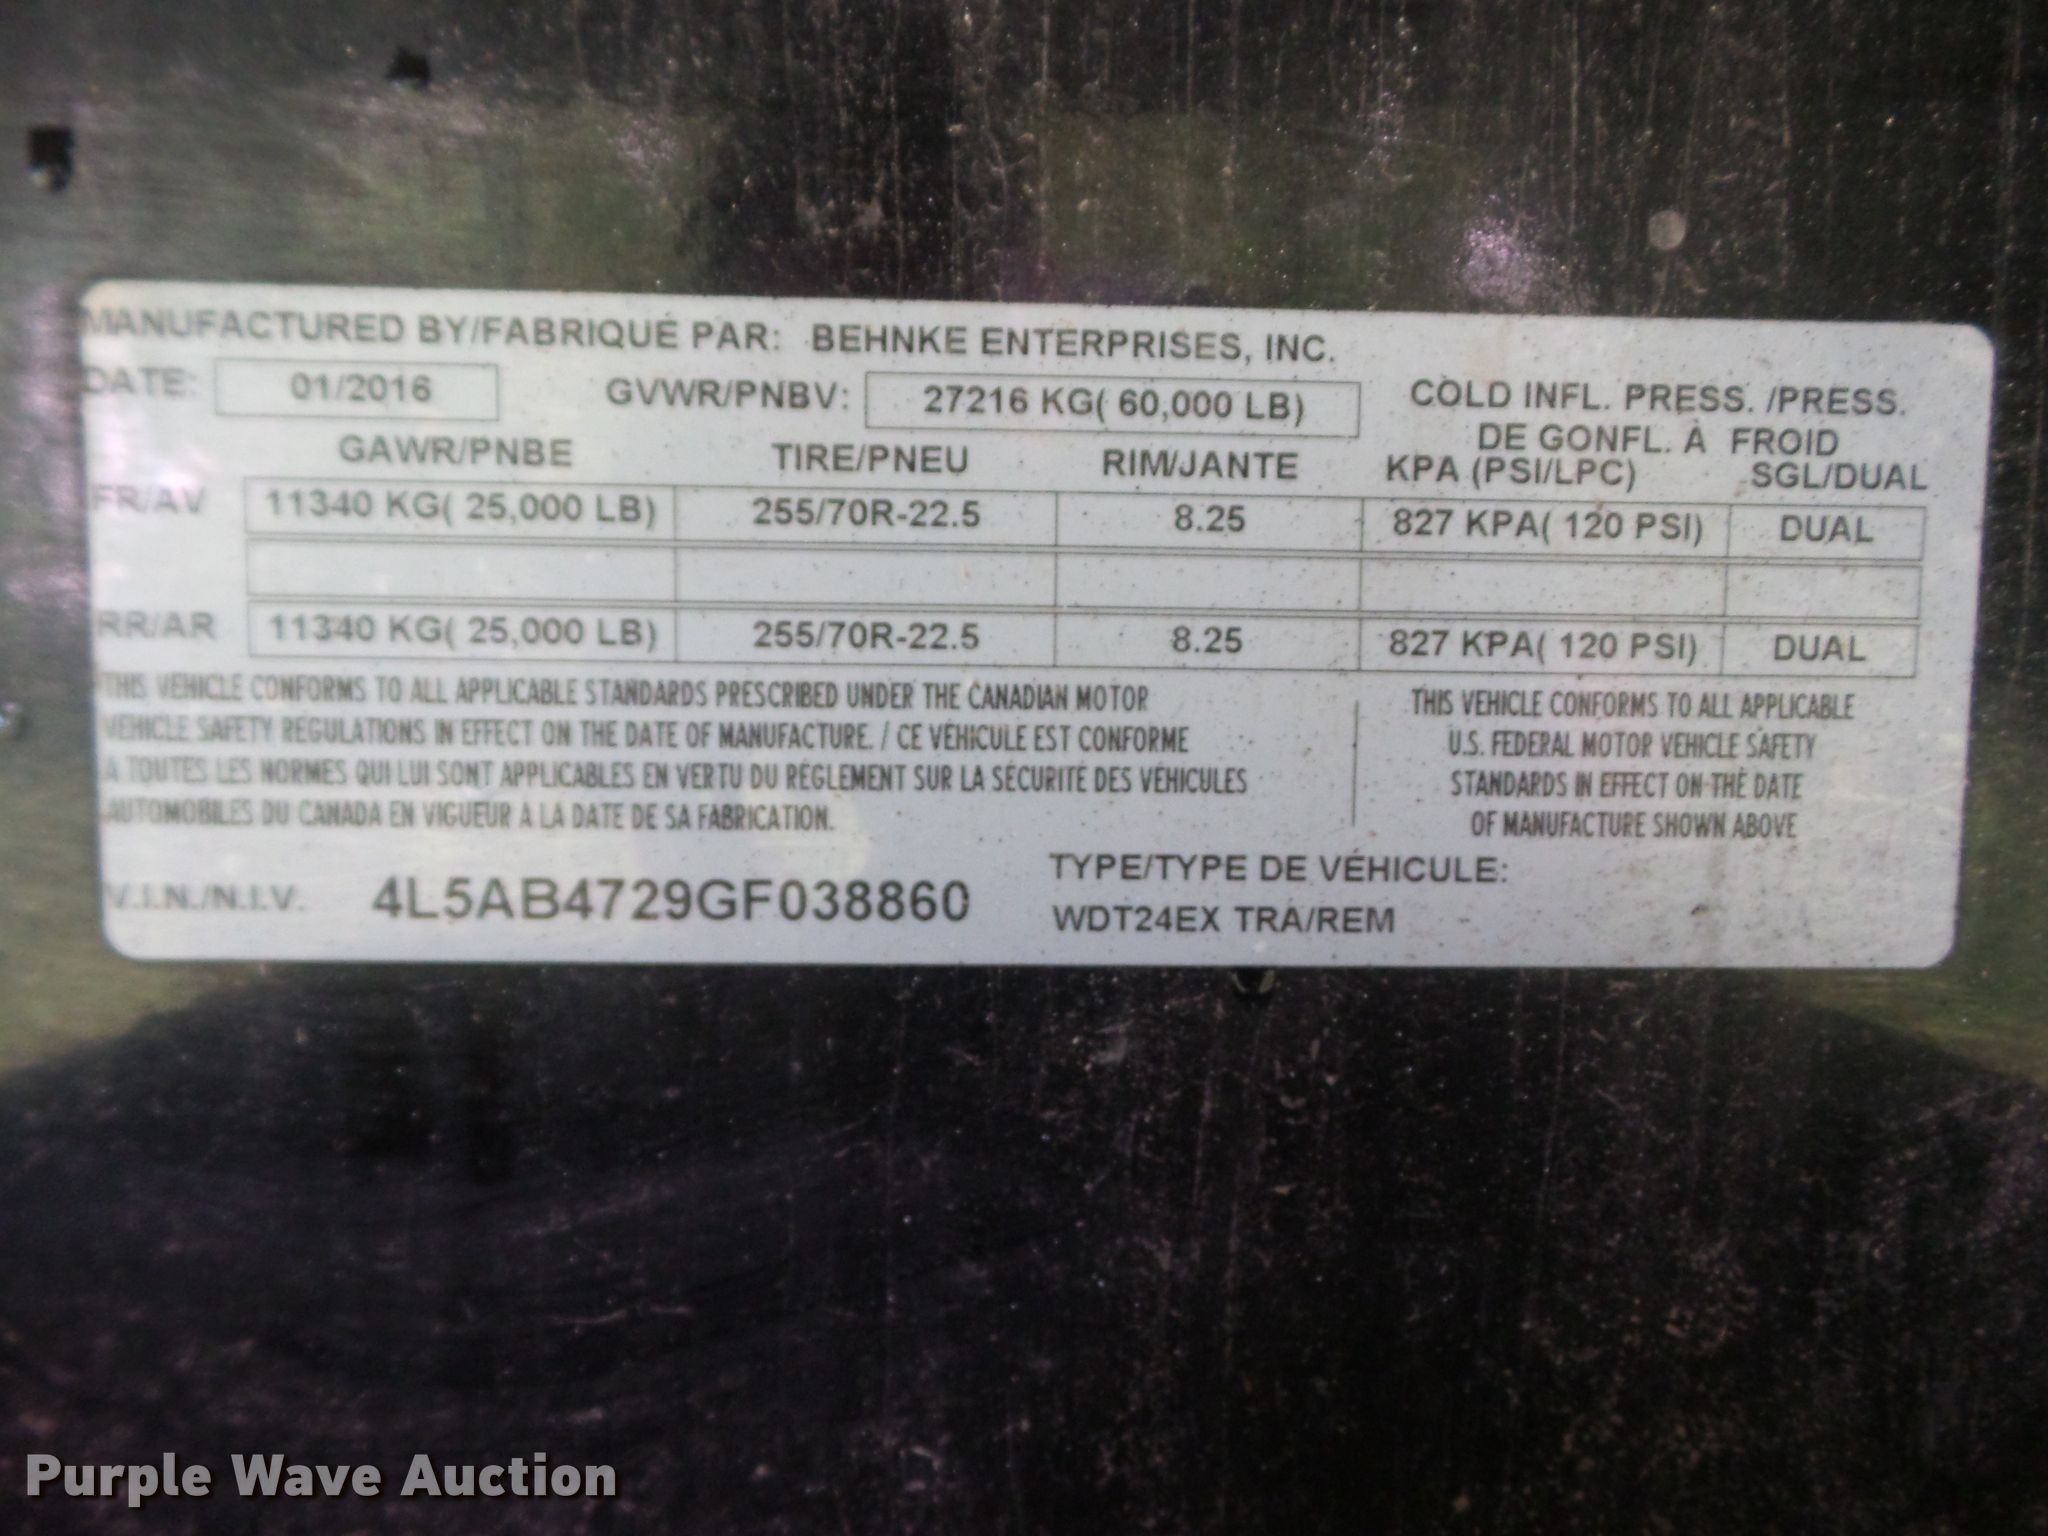 MANUFACTURED BY/FABRIQUÉ PAR: BEHNKE ENTERPRISES, INC.
DATE: 01/2016 GVWR/PNBV: 27216 KG( 60,000 LB)
COLD INFL. PRESS. /PRESS.
DE GONFL. À FROID
GAWR/PNBE TIRE/PNEU RIM/JANTE KPA (PSI/LPC) SGL/DUAL
FR/AV 11340 KG( 25,000 LB) 255/70R-22.5 8.25 827 KPA( 120 PSI) DUAL
RR/AR 11340 KG( 25,000 LB) 255/70R-22.5 8.25 827 KPA( 120 PSI) DUAL
THIS VEHICLE CONFORMS TO ALL APPLICABLE STANDARDS PRESCRIBED UNDER THE CANADIAN MOTOR
VEHICLE SAFETY REGULATIONS IN EFFECT ON THE DATE OF MANUFACTURE. / CE VÉHICULE EST CONFORME
À TOUTES LES NORMES QUI LUI SONT APPLICABLES EN VERTU DU RÈGLEMENT SUR LA SÉCURITÉ DES VÉHICULES
AUTOMOBILES DU CANADA EN VIGUEUR À LA DATE DE SA FABRICATION.
THIS VEHICLE CONFORMS TO ALL APPLICABLE
U.S. FEDERAL MOTOR VEHICLE SAFETY
STANDARDS IN EFFECT ON THE DATE
OF MANUFACTURE SHOWN ABOVE
V.I.N./N.I.V. 4L5AB4729GF038860
TYPE/TYPE DE VÉHICULE:
WDT24EX TRA/REM
Purple Wave Auction